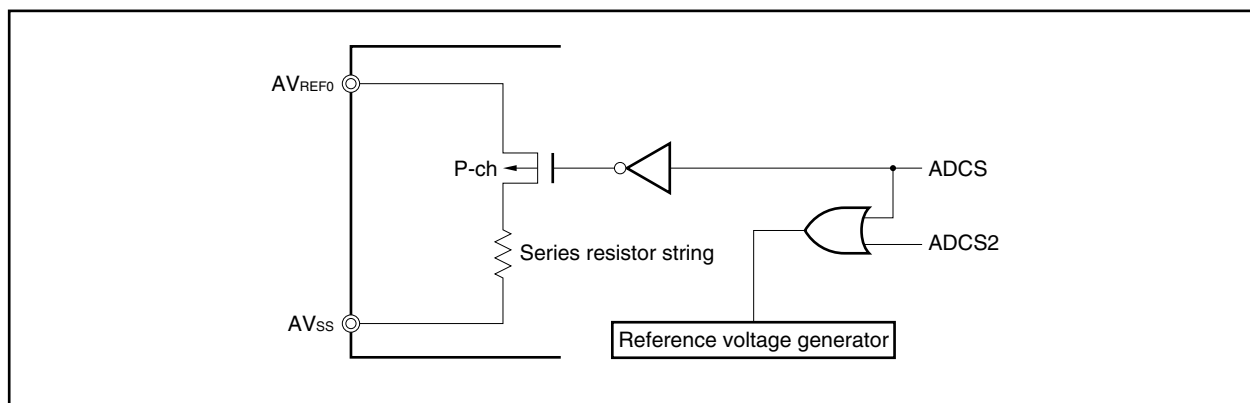 AVREF0
P-ch
ADCS
ADCS2
Series resistor string
AVSS
Reference voltage generator